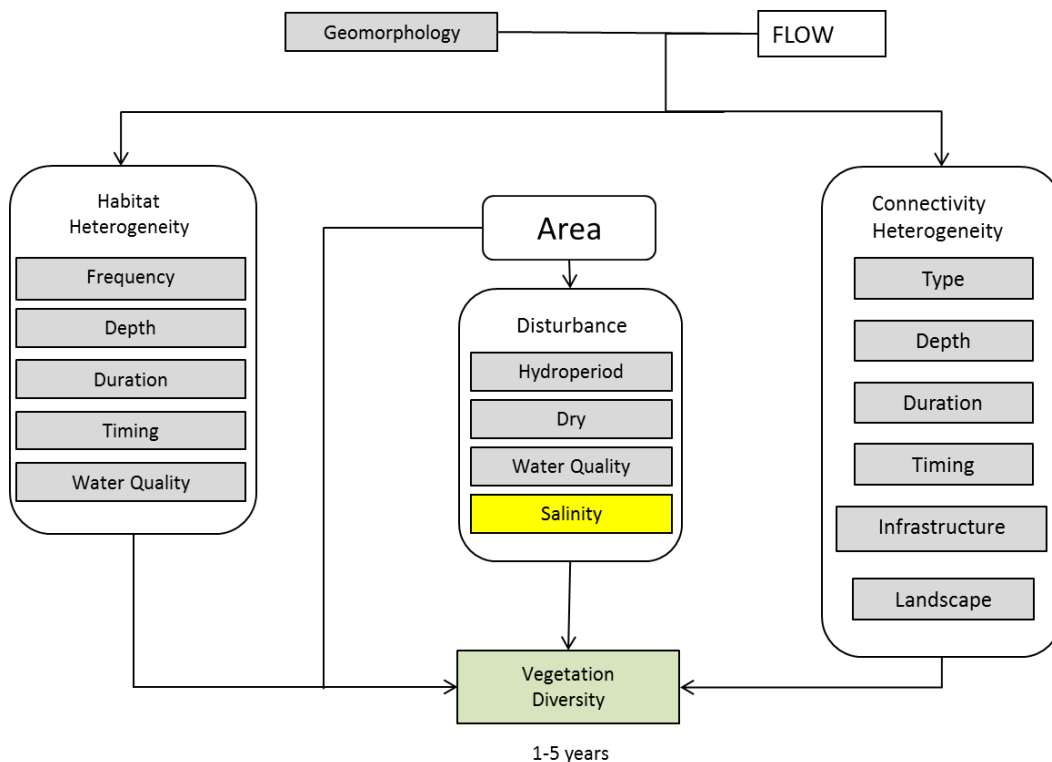 Geomorphology
FLOW
Habitat
Heterogeneity
Frequency
Depth
Duration
Timing
Water Quality
Area
Disturbance
Hydroperiod
Dry
Water Quality
Salinity
Connectivity
Heterogeneity
Type
Depth
Duration
Timing
Infrastructure
Landscape
Vegetation
Diversity
1-5 years